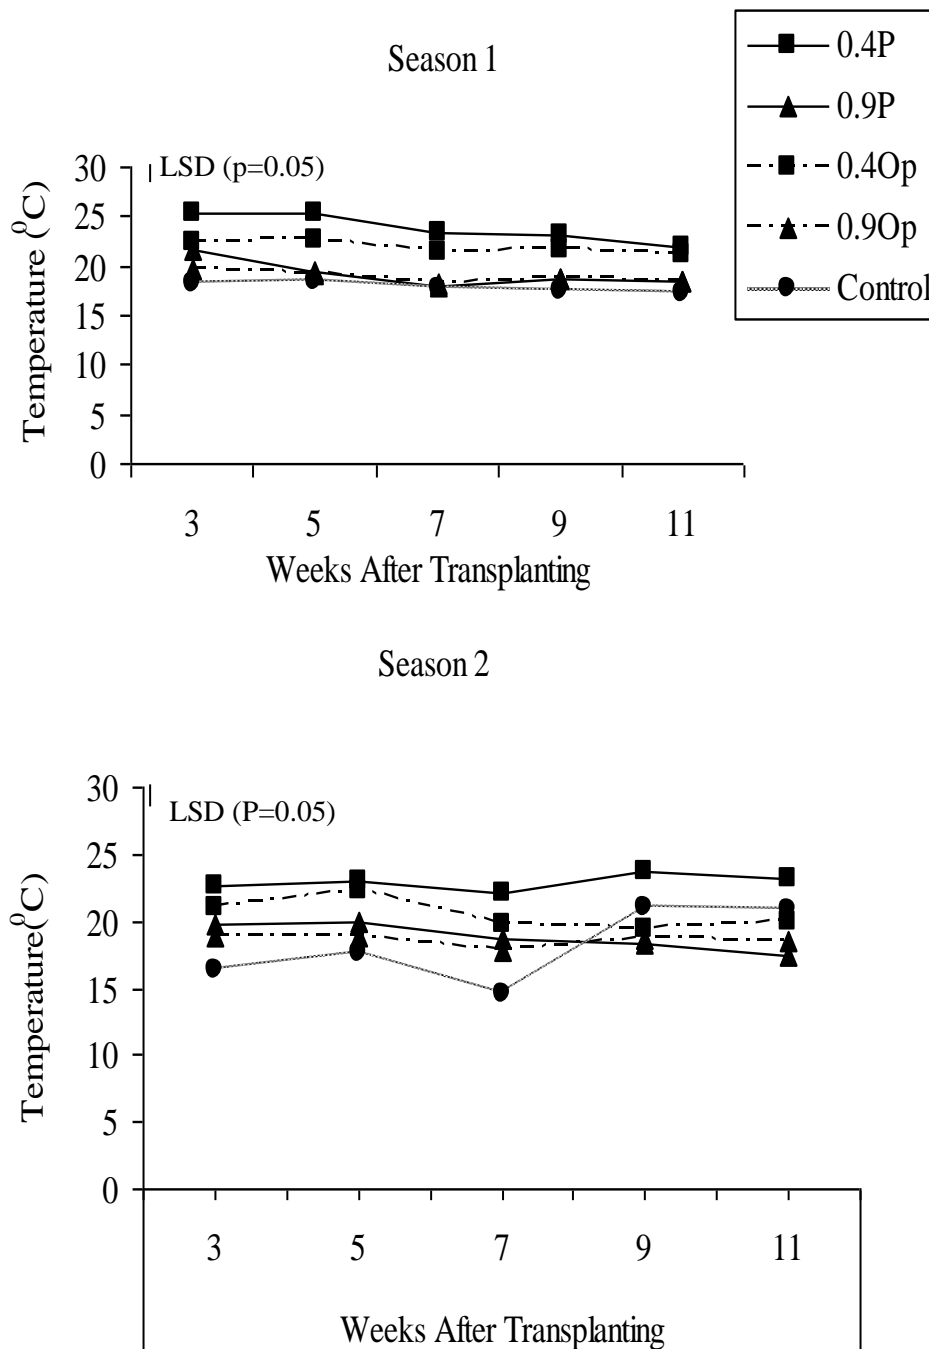 Season 1
0.4P
0.9P
0.4Op
0.9Op
Control
LSD (p=0.05)
Temperature (⁰C)
30
25
20
15
10
5
0
3 5 7 9 11
Weeks After Transplanting
Season 2
LSD (P=0.05)
Temperature(⁰C)
30
25
20
15
10
5
0
3 5 7 9 11
Weeks After Transplanting